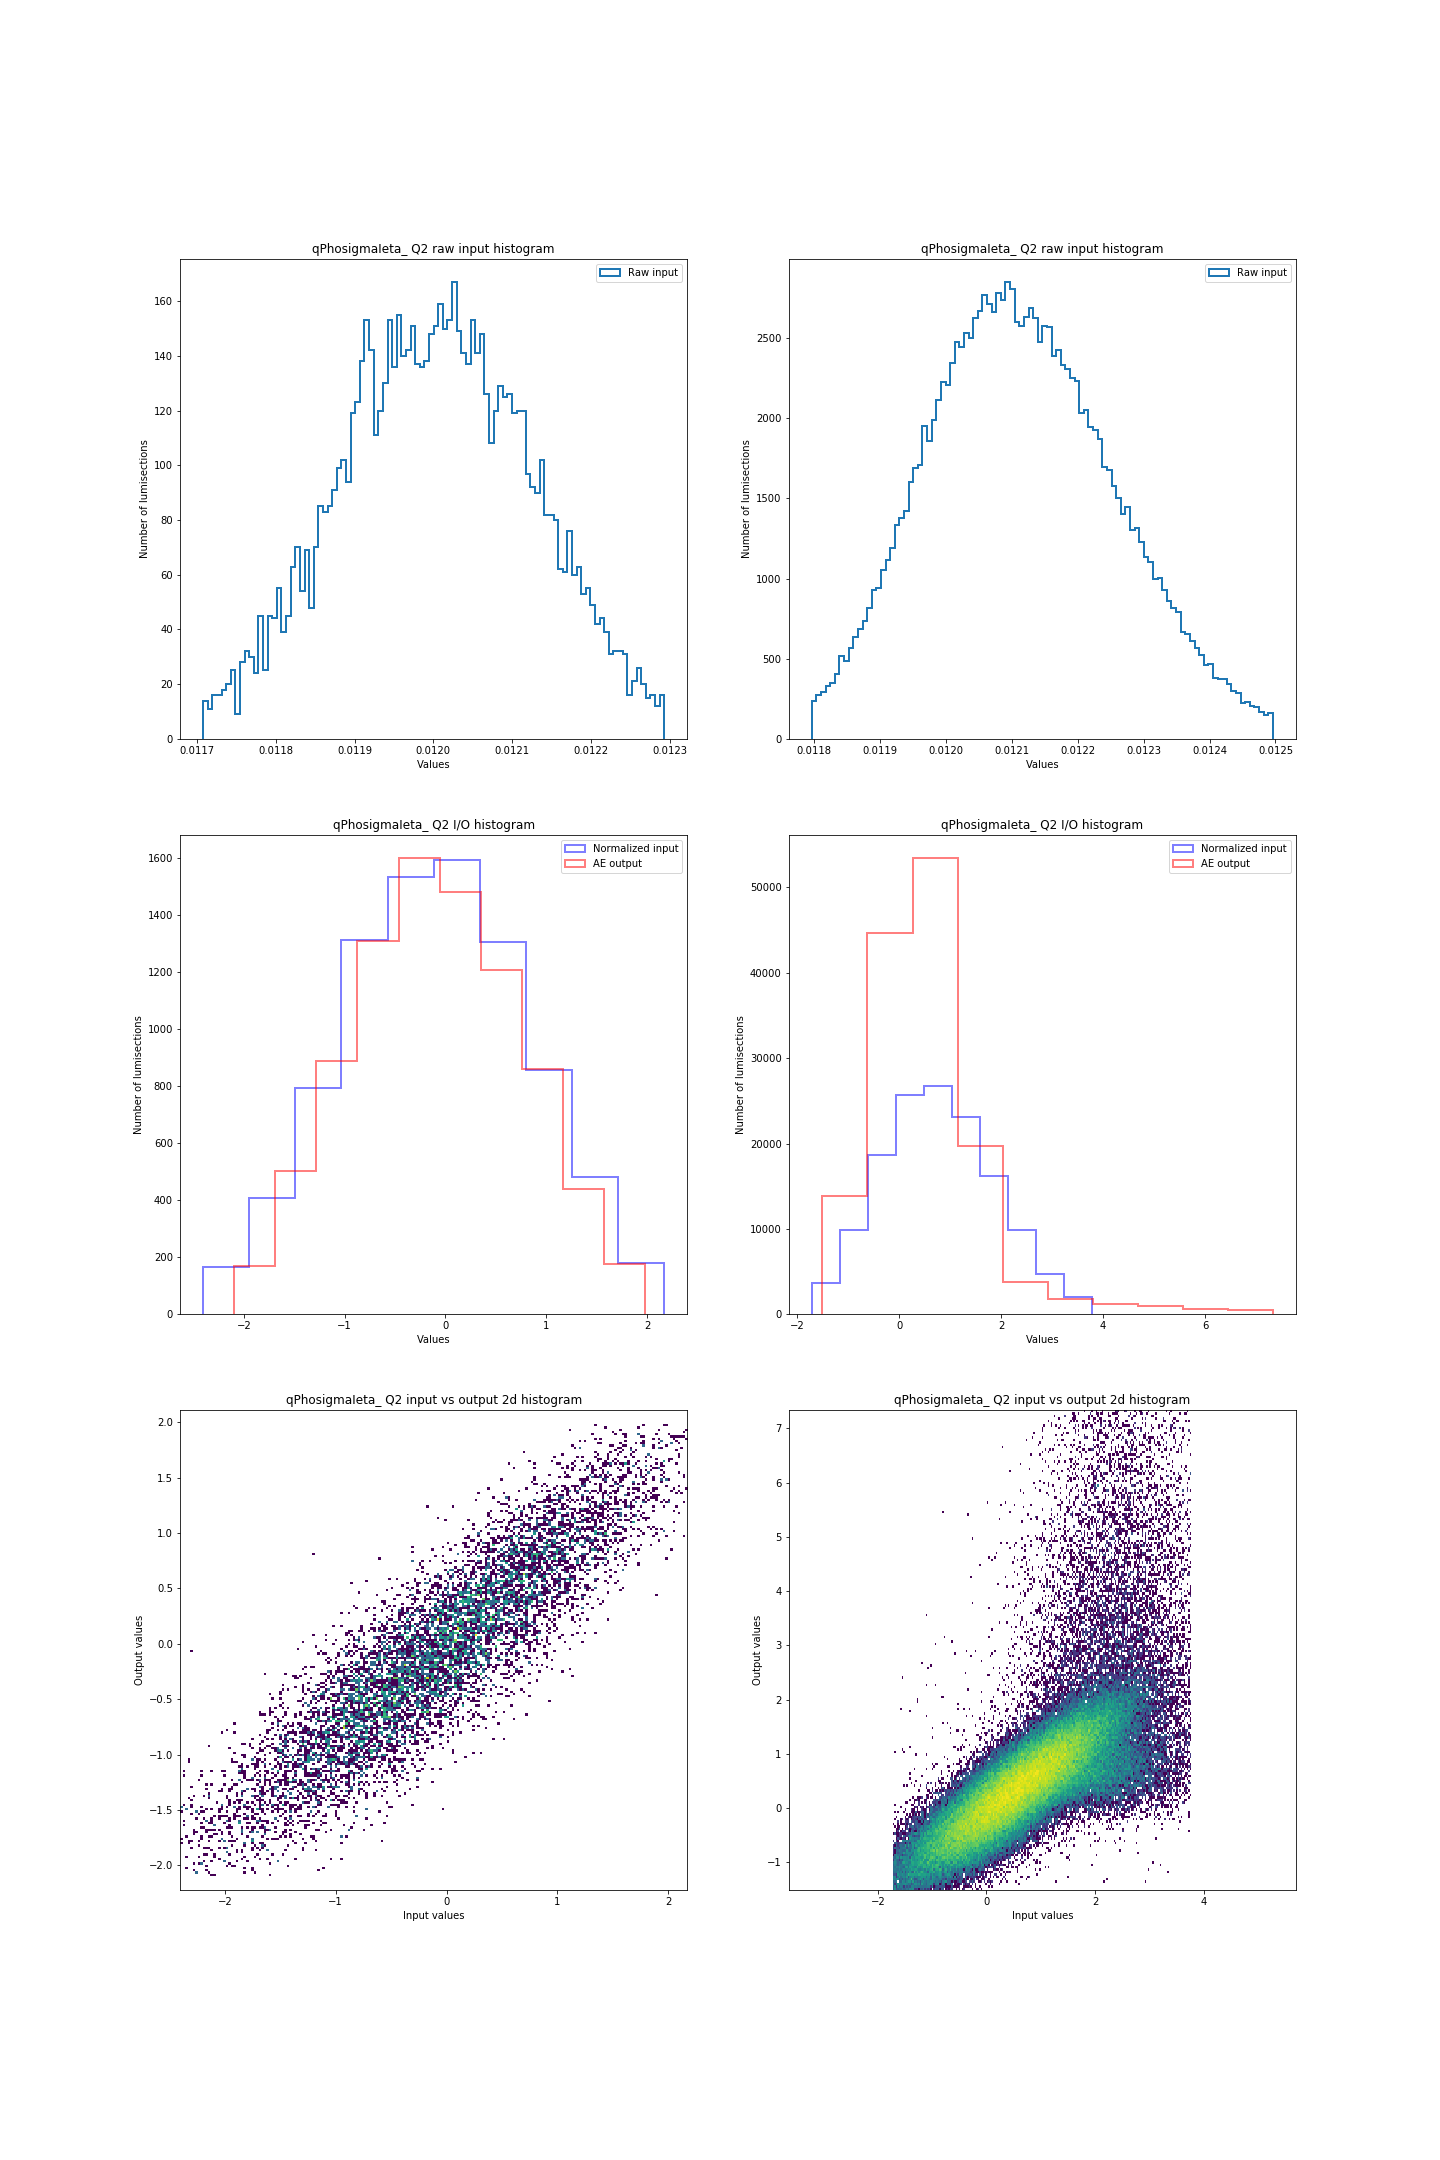 qPhosigmaIeta_ Q2 raw input histogram
Raw input
160
140
120
100
80
60
40
20
0
Number of lumisections
0.0117 0.0118 0.0119 0.0120 0.0121 0.0122 0.0123
Values
qPhosigmaIeta_ Q2 raw input histogram
Raw input
2500
2000
1500
1000
500
0
Number of lumisections
0.0118 0.0119 0.0120 0.0121 0.0122 0.0123 0.0124 0.0125
Values
qPhosigmaIeta_ Q2 I/O histogram
Normalized input
AE output
1600
1400
1200
1000
800
600
400
200
0
Number of lumisections
−2 −1 0 1 2
Values
qPhosigmaIeta_ Q2 I/O histogram
Normalized input
AE output
50000
40000
30000
20000
10000
0
Number of lumisections
−2 0 2 4 6
Values
qPhosigmaIeta_ Q2 input vs output 2d histogram
2.0
1.5
1.0
0.5
0.0
−0.5
−1.0
−1.5
−2.0
Output values
−2 −1 0 1 2
Input values
qPhosigmaIeta_ Q2 input vs output 2d histogram
7
6
5
4
3
2
1
0
−1
Output values
−2 0 2 4
Input values